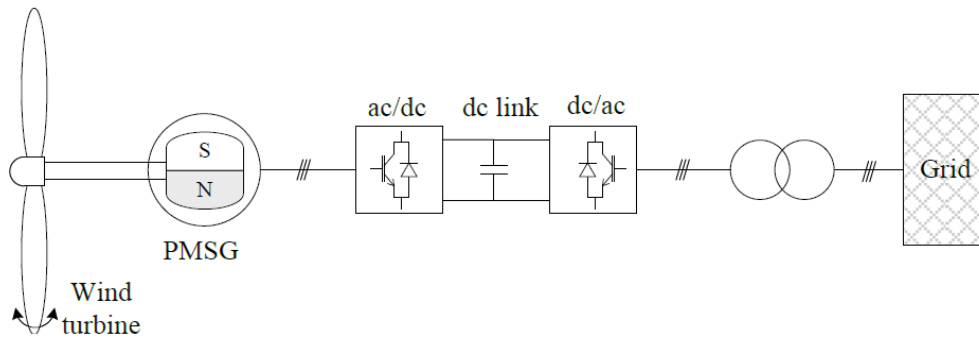 ac/dc
dc link
dc/ac
S
N
Grid
PMSG
Wind
turbine